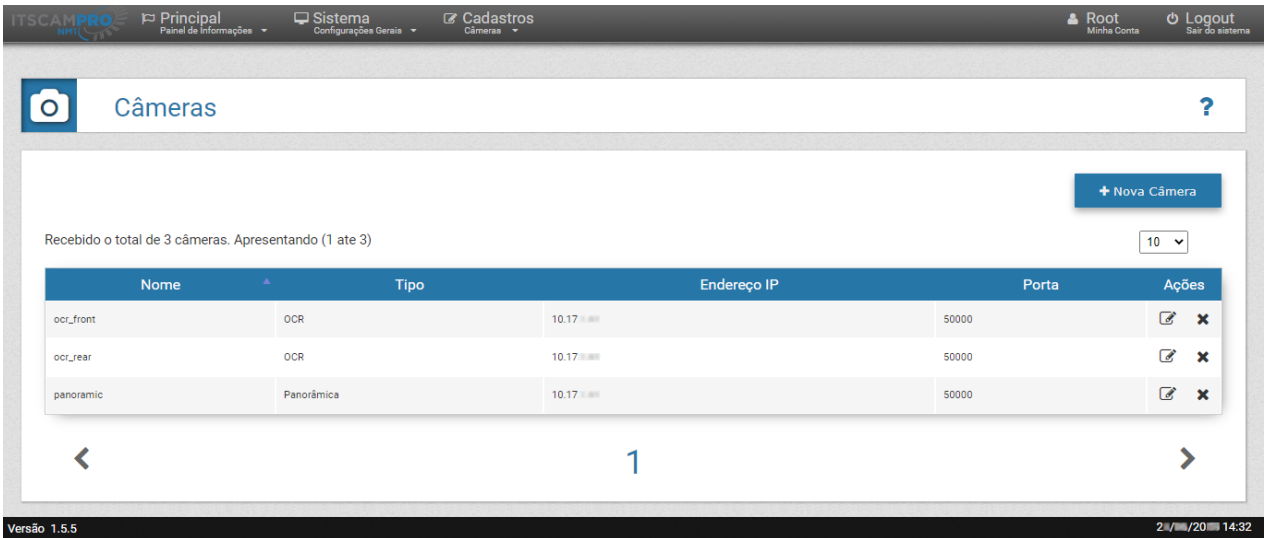 ITSCAMPRO
NM1
Principal
Painel de Informações
Sistema
Configurações Gerais
Cadastros
Câmeras
Root
Minha Conta
Logout
Sair do sistema
Câmeras
?
+ Nova Câmera
Recebido o total de 3 câmeras. Apresentando (1 ate 3)
10
Nome Tipo Endereço IP Porta Ações
ocr_front OCR 10.17 50000
ocr_rear OCR 10.17 50000
panoramic Panorâmica 10.17 50000
1
Versão 1.5.5
14:32